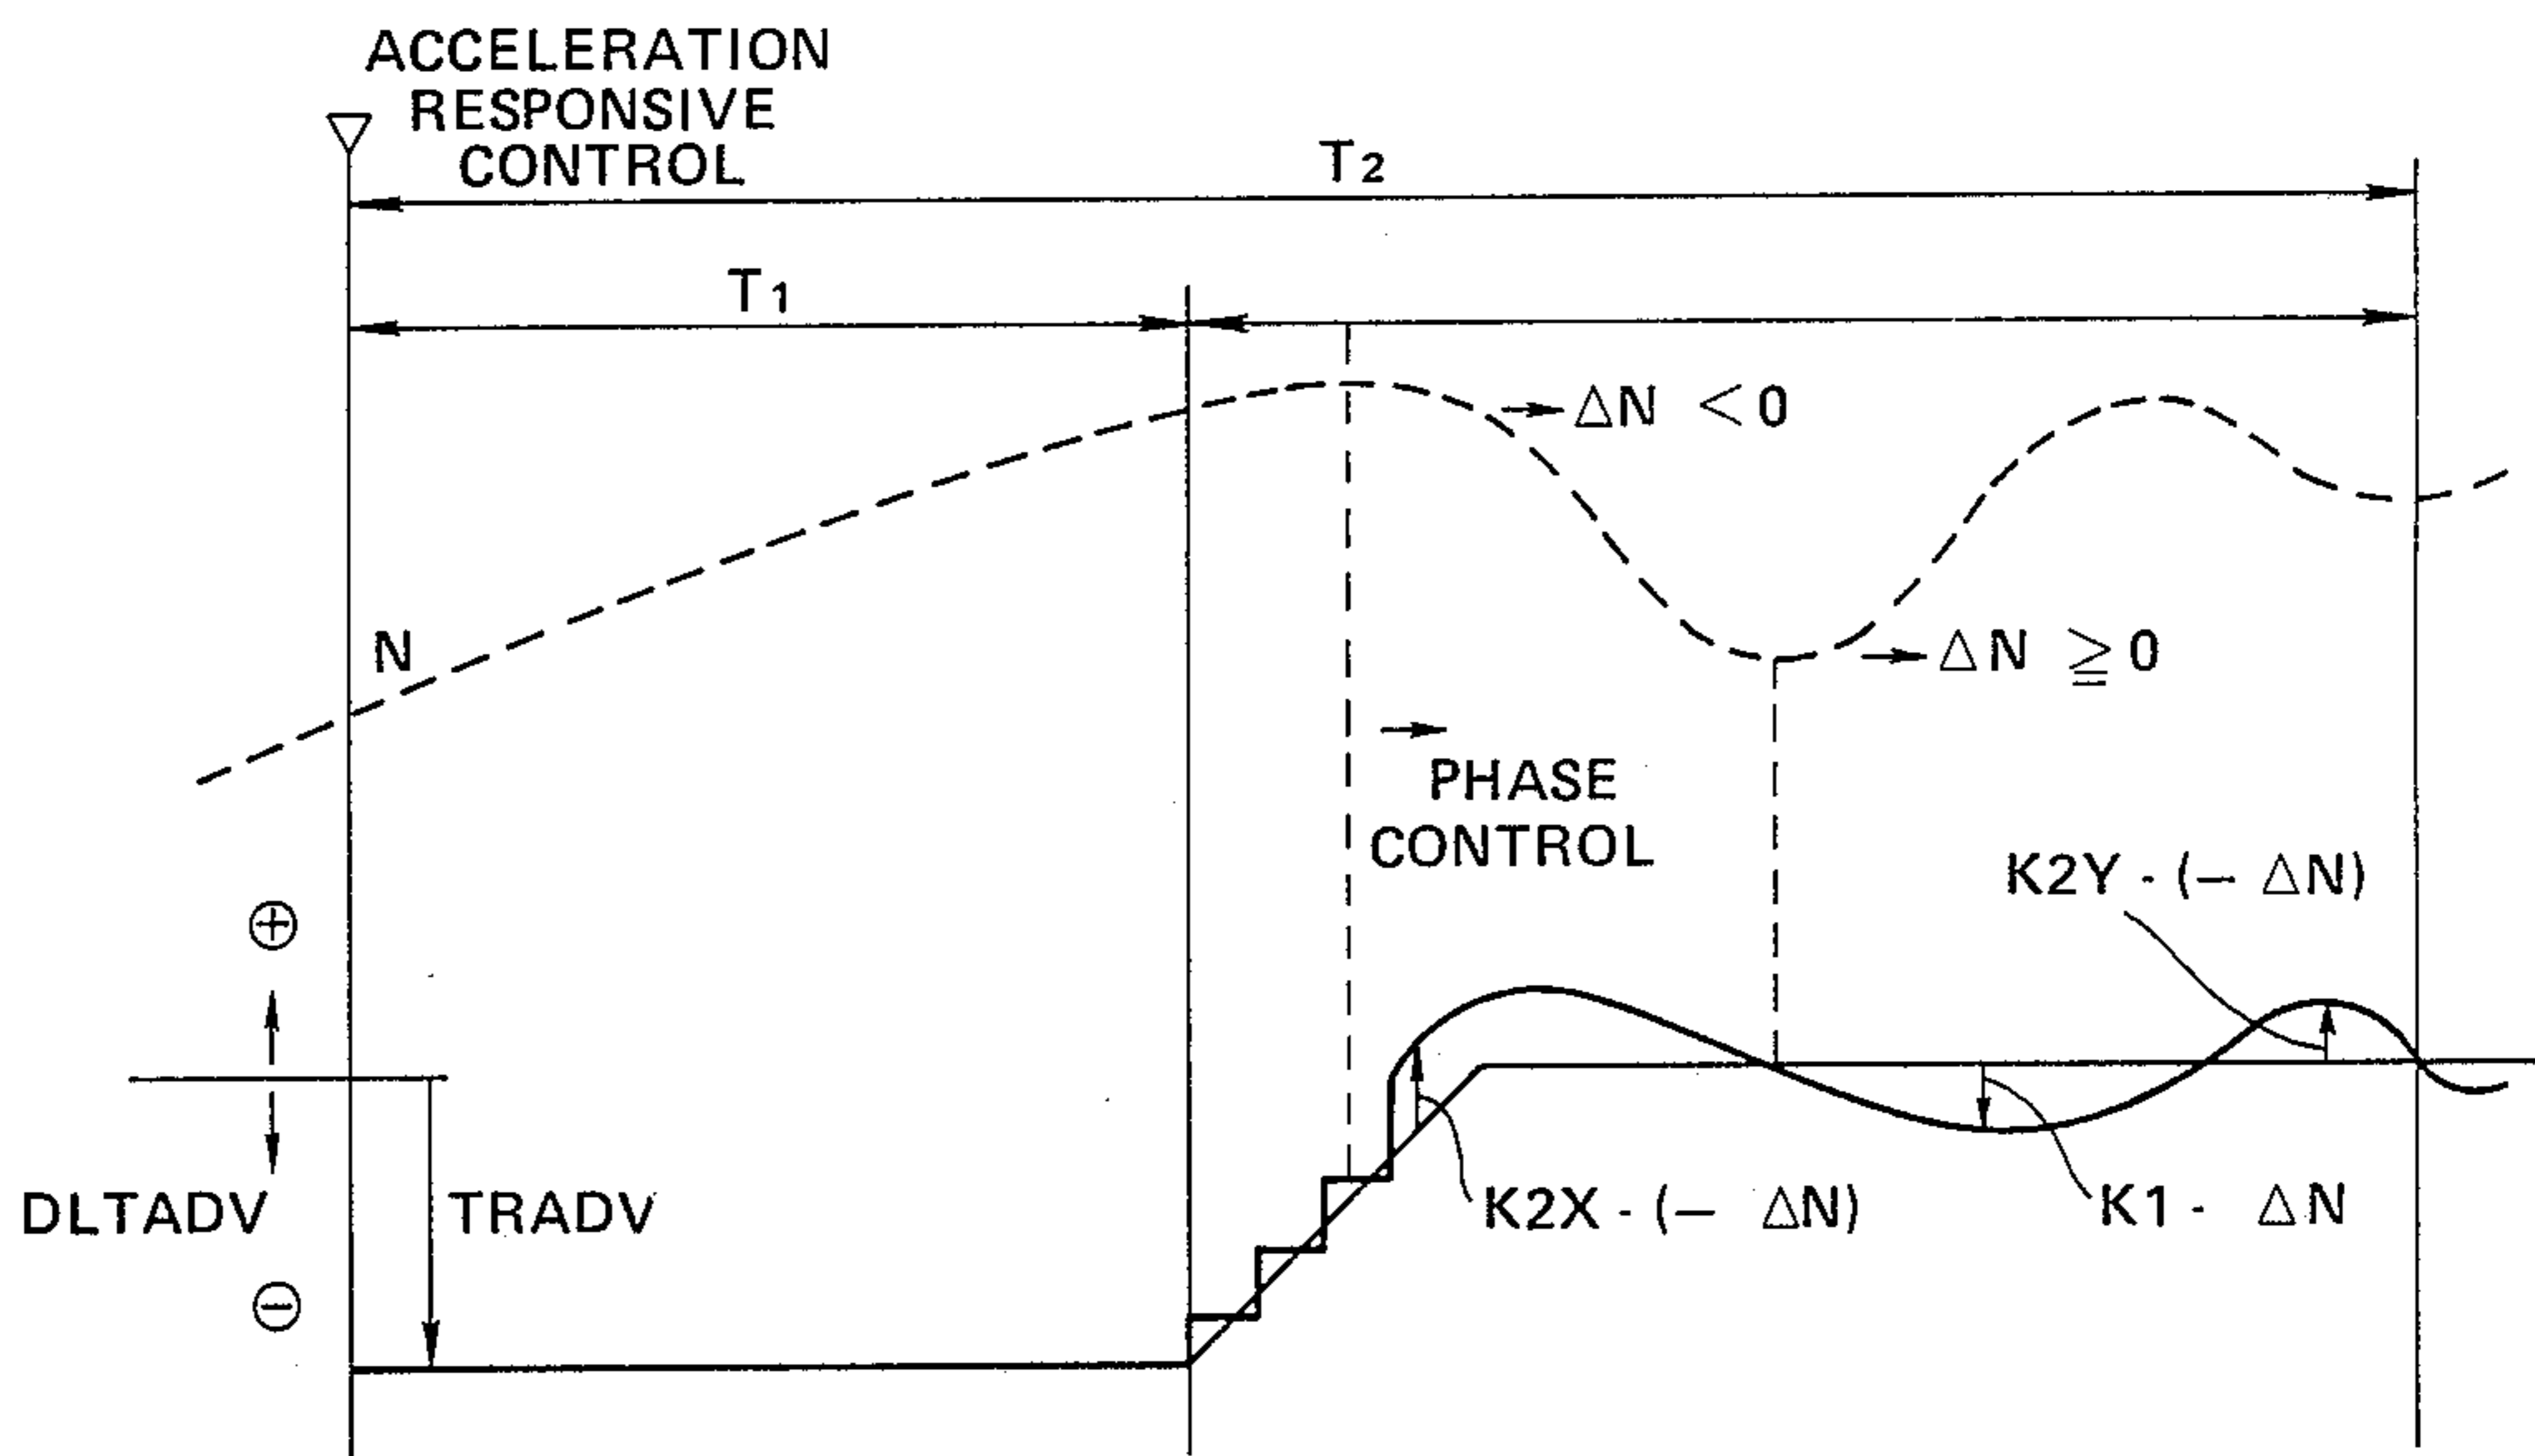 ACCELERATION
RESPONSIVE
CONTROL
T2
T1
ΔN < 0
N
ΔN ≧ 0
PHASE
CONTROL
K2Y · (− ΔN)
⊕
DLTADV
TRADV
K2X · (− ΔN)
K1 · ΔN
⊖